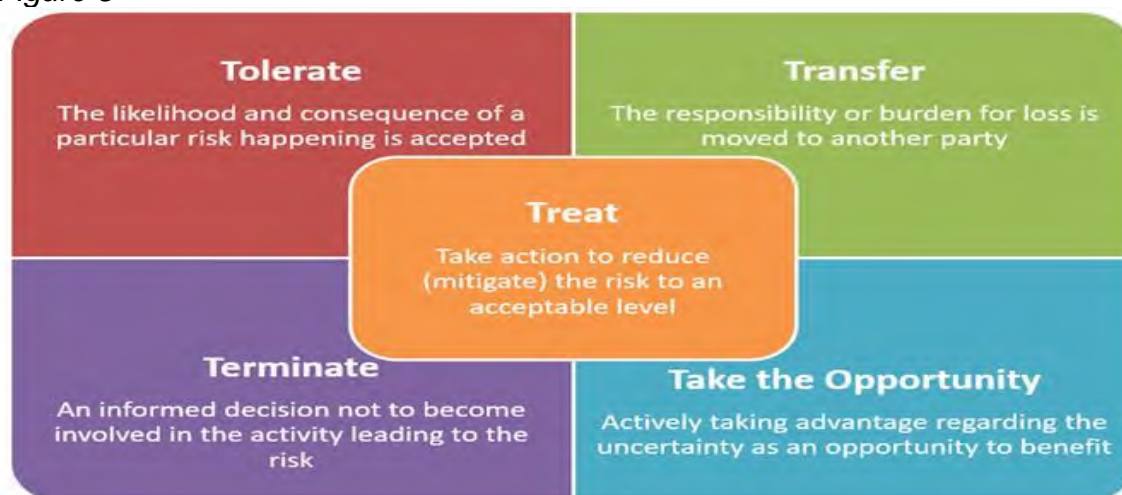 Tolerate
The likelihood and consequence of a
particular risk happening is accepted
Transfer
The responsibility or burden for loss is
moved to another party
Treat
Take action to reduce
(mitigate) the risk to an
acceptable level
Terminate
An informed decision not to become
involved in the activity leading to the
risk
Take the Opportunity
Actively taking advantage regarding the
uncertainty as an opportunity to benefit